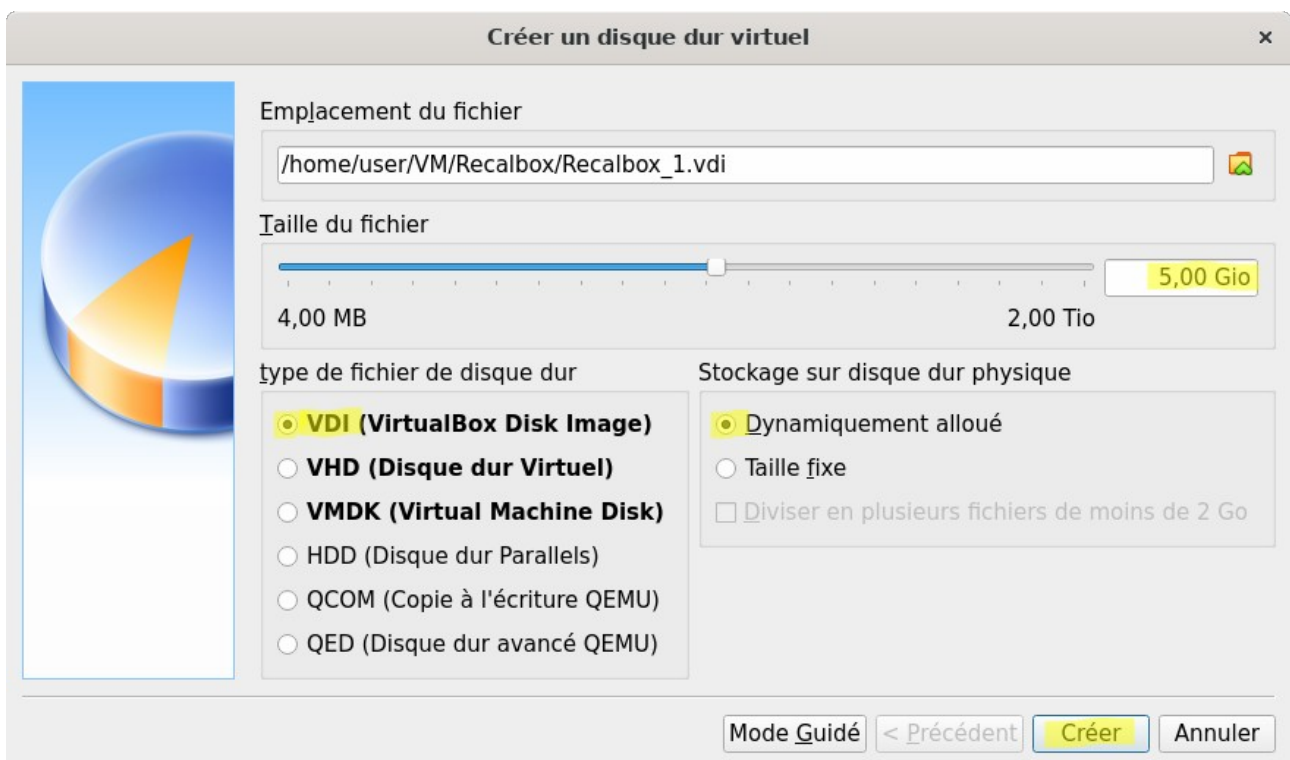 Créer un disque dur virtuel ×
Emplacement du fichier
/home/user/VM/Recalbox/Recalbox_1.vdi
Taille du fichier
5,00 Gio
4,00 MB 2,00 Tio
type de fichier de disque dur
VDI (VirtualBox Disk Image)
VHD (Disque dur Virtuel)
VMDK (Virtual Machine Disk)
HDD (Disque dur Parallels)
QCOM (Copie à l'écriture QEMU)
QED (Disque dur avancé QEMU)
Stockage sur disque dur physique
Dynamiquement alloué
Taille fixe
Diviser en plusieurs fichiers de moins de 2 Go
Mode Guidé < Précédent Créer Annuler